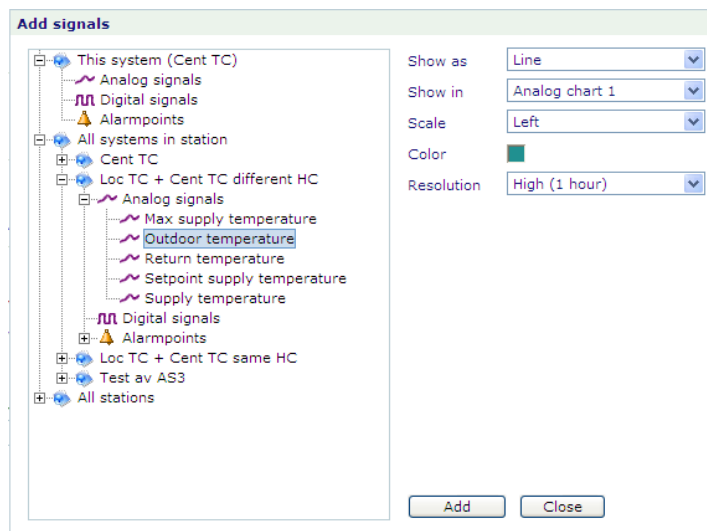 Add signals
This system (Cent TC)
Analog signals
Digital signals
Alarmpoints
All systems in station
Cent TC
Loc TC + Cent TC different HC
Analog signals
Max supply temperature
Outdoor temperature
Return temperature
Setpoint supply temperature
Supply temperature
Digital signals
Alarmpoints
Loc TC + Cent TC same HC
Test av AS3
All stations
Show as Line
Show in Analog chart 1
Scale Left
Color
Resolution High (1 hour)
Add Close